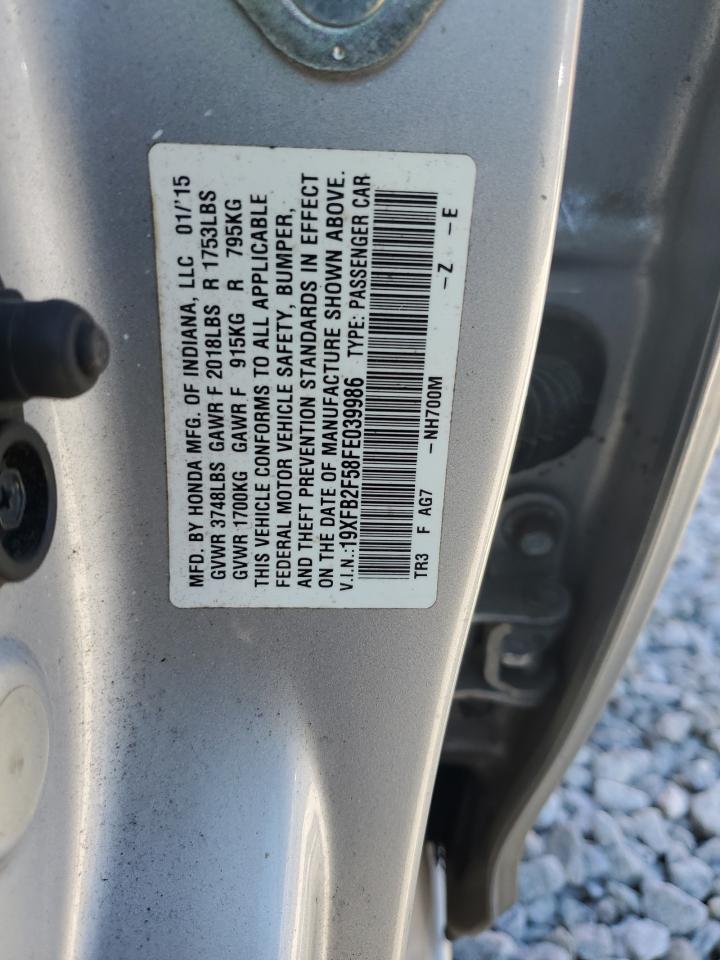 MFD. BY HONDA MFG. OF INDIANA, LLC 01/'15
GVWR 3748LBS GAWR F 2018LBS R 1753LBS
GVWR 1700KG GAWR F 915KG R 795KG
THIS VEHICLE CONFORMS TO ALL APPLICABLE
FEDERAL MOTOR VEHICLE SAFETY, BUMPER,
AND THEFT PREVENTION STANDARDS IN EFFECT
ON THE DATE OF MANUFACTURE SHOWN ABOVE.
V.I.N.:19XFB2F58FE039986 TYPE: PASSENGER CAR
TR3 F AG7 -NH700M -Z -E